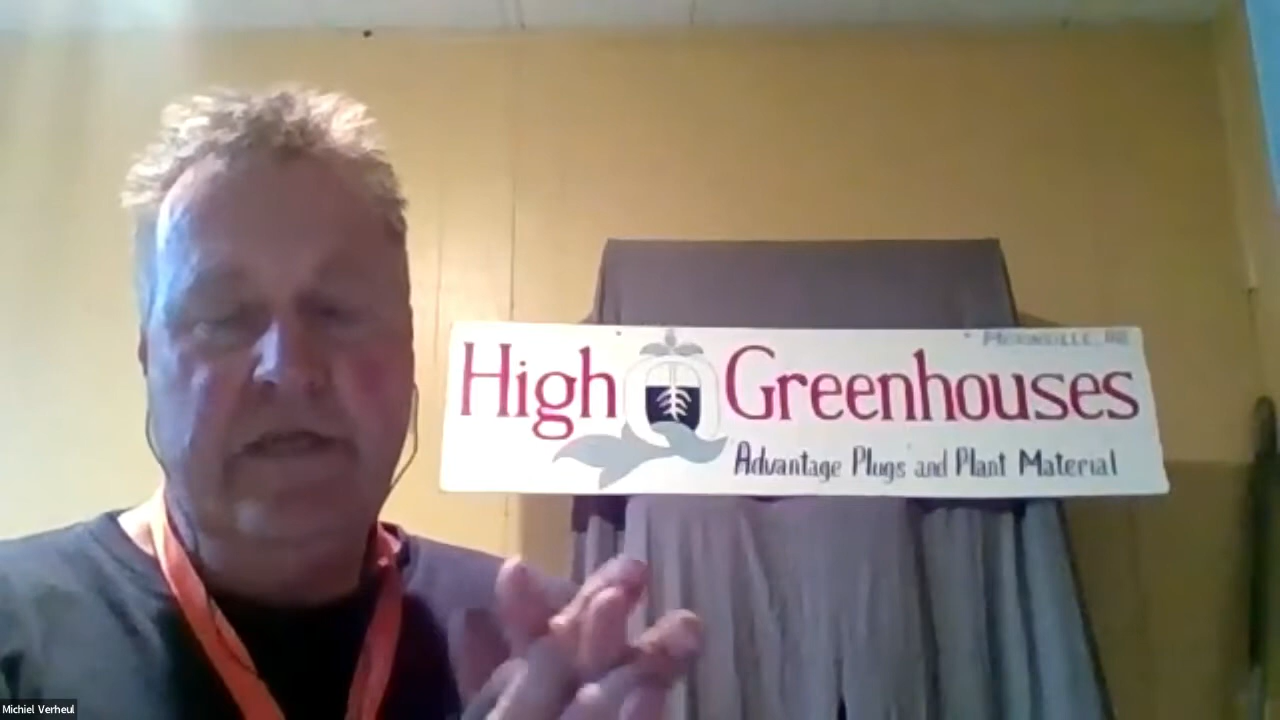 High Greenhouses
Advantage Plugs and Plant Material
Michiel Verheul